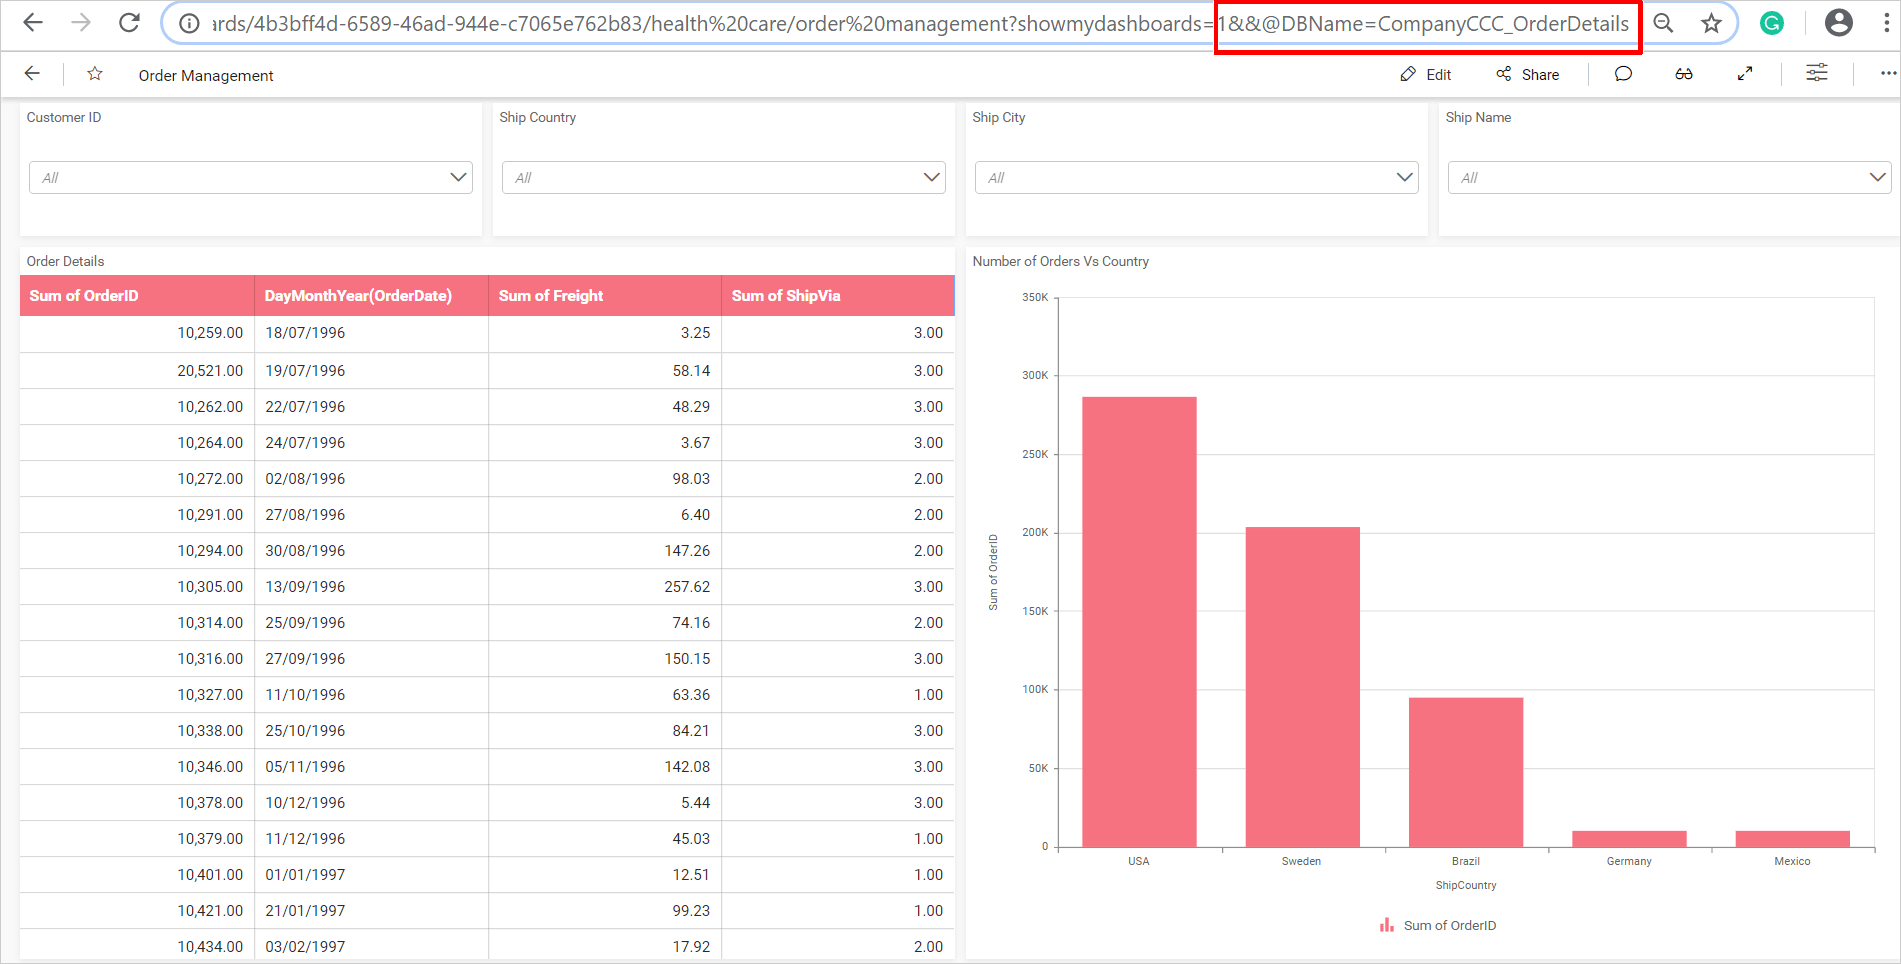 ards/4b3bff4d-6589-46ad-944e-c7065e762b83/health%20care/order%20management?showmydashboards=1&&@DBName=CompanyCCC_OrderDetails
Order Management
Edit
Share
Customer ID
Ship Country
Ship City
Ship Name
All
All
All
All
Order Details
Sum of OrderID DayMonthYear(OrderDate) Sum of Freight Sum of ShipVia
10,259.00 18/07/1996 3.25 3.00
20,521.00 19/07/1996 58.14 3.00
10,262.00 22/07/1996 48.29 3.00
10,264.00 24/07/1996 3.67 3.00
10,272.00 02/08/1996 98.03 2.00
10,291.00 27/08/1996 6.40 2.00
10,294.00 30/08/1996 147.26 2.00
10,305.00 13/09/1996 257.62 3.00
10,314.00 25/09/1996 74.16 2.00
10,316.00 27/09/1996 150.15 3.00
10,327.00 11/10/1996 63.36 1.00
10,338.00 25/10/1996 84.21 3.00
10,346.00 05/11/1996 142.08 3.00
10,378.00 10/12/1996 5.44 3.00
10,379.00 11/12/1996 45.03 1.00
10,401.00 01/01/1997 12.51 1.00
10,421.00 21/01/1997 99.23 1.00
10,434.00 03/02/1997 17.92 2.00
Number of Orders Vs Country
350K
300K
250K
200K
150K
100K
50K
0
Sum of OrderID
USA Sweden Brazil Germany Mexico
ShipCountry
Sum of OrderID